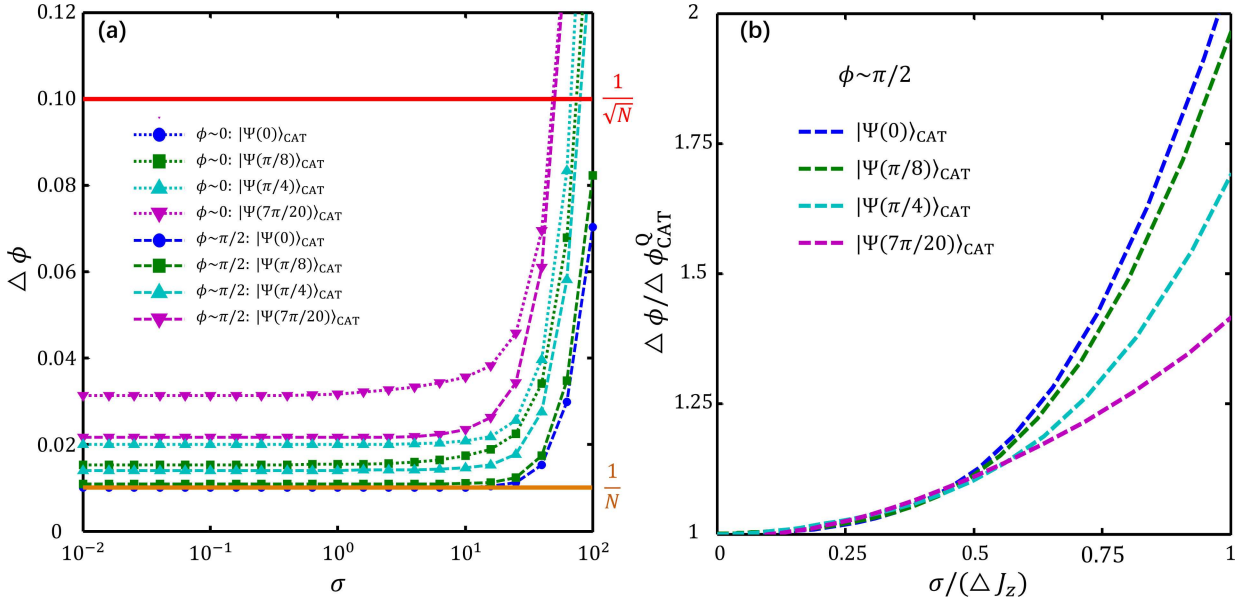 (a)
0.12
0.10
0.08
0.06
0.04
0.02
0
△ ϕ
10⁻²
10⁻¹
10⁰
10¹
10²
σ
1/√N
1/N
ϕ~0: |Ψ(0)⟩CAT
ϕ~0: |Ψ(π/8)⟩CAT
ϕ~0: |Ψ(π/4)⟩CAT
ϕ~0: |Ψ(7π/20)⟩CAT
ϕ~π/2: |Ψ(0)⟩CAT
ϕ~π/2: |Ψ(π/8)⟩CAT
ϕ~π/2: |Ψ(π/4)⟩CAT
ϕ~π/2: |Ψ(7π/20)⟩CAT
(b)
2
1.75
1.5
1.25
1
△ ϕ/△ ϕ^Q_CAT
ϕ~π/2
|Ψ(0)⟩CAT
|Ψ(π/8)⟩CAT
|Ψ(π/4)⟩CAT
|Ψ(7π/20)⟩CAT
0
0.25
0.5
0.75
1
σ/(△ J_z)